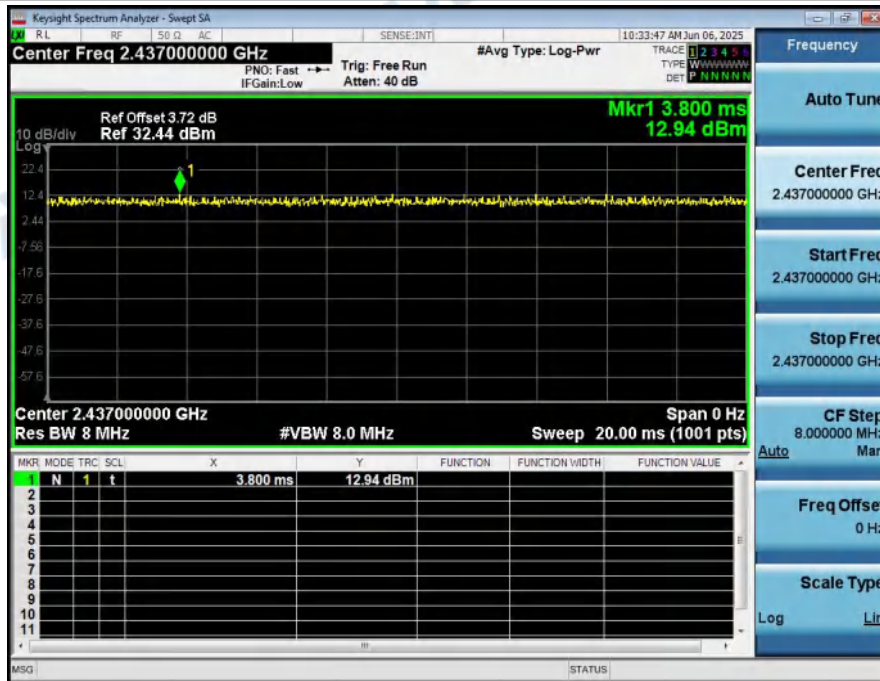 Keysight Spectrum Analyzer - Swept SA
RL RF 50 Ω AC SENSE:INT 10:33:47 AM Jun 06, 2025
Center Freq 2.437000000 GHz
PNO: Fast
IFGain:Low
Trig: Free Run
Atten: 40 dB
#Avg Type: Log-Pwr
TRACE 1 2 3 4 5 6
TYPE WWWWWW
DET P N N N N N
Frequency
Auto Tune
Ref Offset 3.72 dB
10 dB/div Ref 32.44 dBm
Log
Mkr1 3.800 ms
12.94 dBm
1
22.4
12.4
2.44
-7.56
-17.6
-27.6
-37.6
-47.6
-57.6
Center 2.437000000 GHz Span 0 Hz
Res BW 8 MHz #VBW 8.0 MHz Sweep 20.00 ms (1001 pts)
MKR MODE TRC SCL X Y FUNCTION FUNCTION WIDTH FUNCTION VALUE
1 N 1 t 3.800 ms 12.94 dBm
2
3
4
5
6
7
8
9
10
11
MSG STATUS
Center Freq
2.437000000 GHz
Start Freq
2.437000000 GHz
Stop Freq
2.437000000 GHz
CF Step
8.000000 MHz
Auto Man
Freq Offset
0 Hz
Scale Type
Log Lin